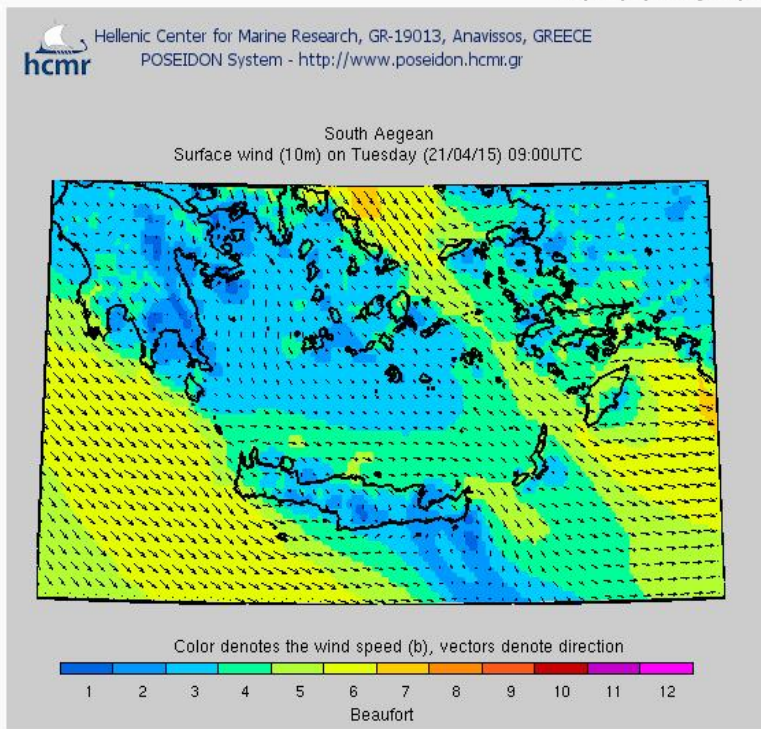 hcmr
Hellenic Center for Marine Research, GR-19013, Anavissos, GREECE
POSEIDON System - http://www.poseidon.hcmr.gr
South Aegean
Surface wind (10m) on Tuesday (21/04/15) 09:00UTC
Color denotes the wind speed (b), vectors denote direction
1 2 3 4 5 6 7 8 9 10 11 12
Beaufort